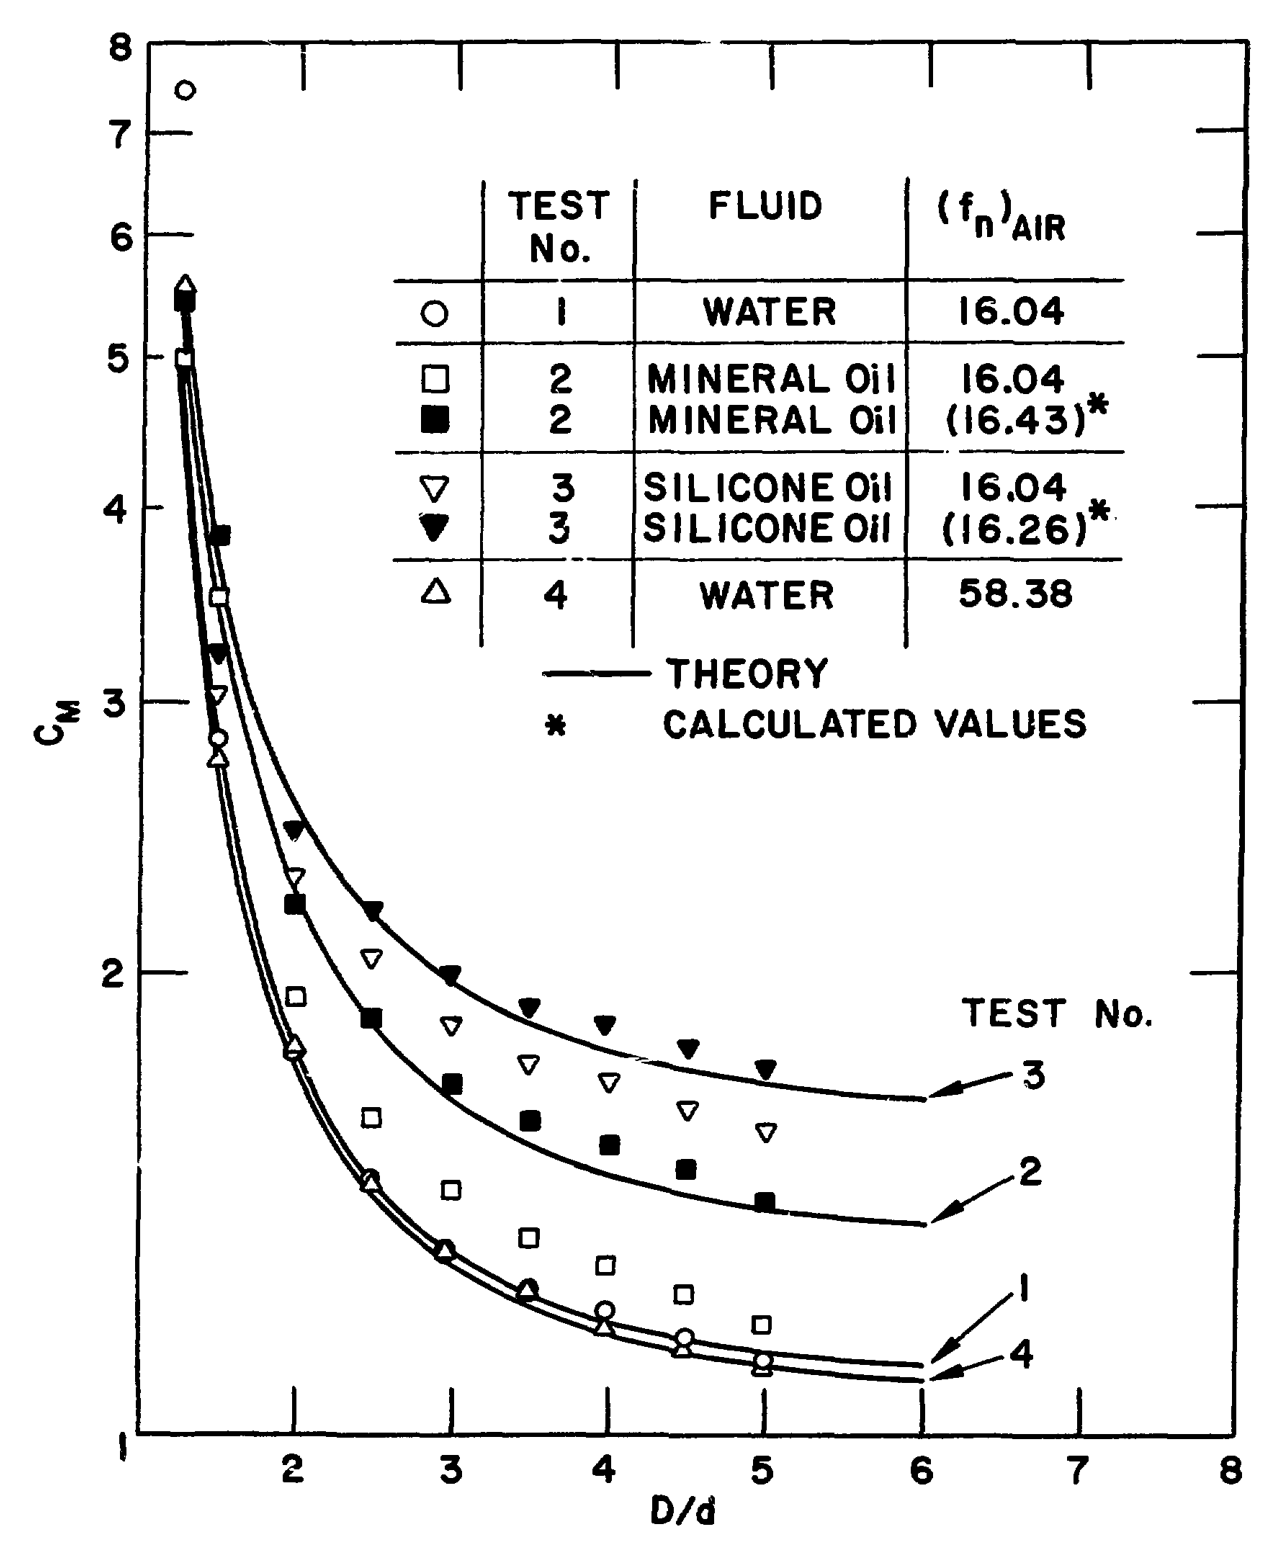 8
7
6
5
4
3
2
1
C_M
TEST No. FLUID (f_n)_AIR
1 WATER 16.04
2 MINERAL Oil 16.04
2 MINERAL Oil (16.43)*
3 SILICONE Oil 16.04
3 SILICONE Oil (16.26)*
4 WATER 58.38
THEORY
* CALCULATED VALUES
TEST No.
3
2
1
4
2 3 4 5 6 7 8
D/d